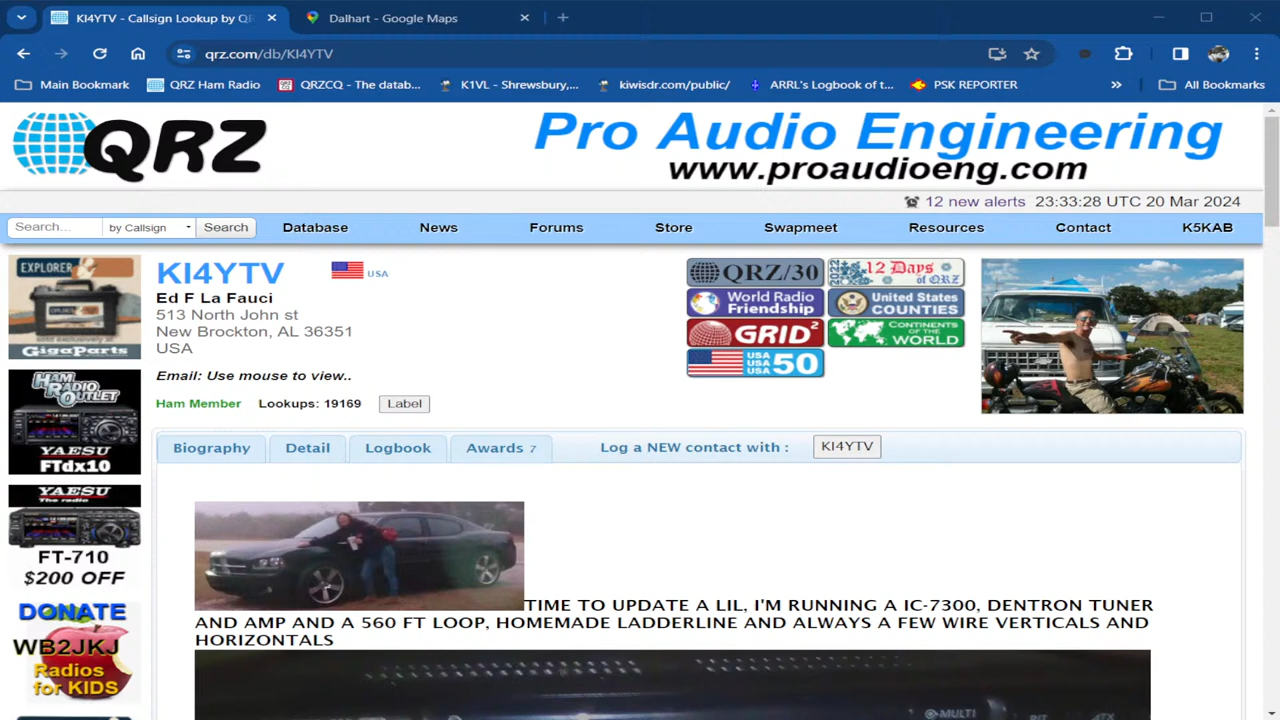 KI4YTV - Callsign Lookup by Q
Dalhart - Google Maps
qrz.com/db/KI4YTV
Main Bookmark
QRZ Ham Radio
QRZCQ - The datab...
K1VL - Shrewsbury,...
kiwisdr.com/public/
ARRL's Logbook of t...
PSK REPORTER
All Bookmarks
QRZ
Pro Audio Engineering
www.proaudioeng.com
12 new alerts 23:33:28 UTC 20 Mar 2024
Search... by Callsign Search
Database
News
Forums
Store
Swapmeet
Resources
Contact
K5KAB
EXPLORER
GigaParts
HAM RADIO OUTLET
YAESU
FTdx10
YAESU
The radio
FT-710
$200 OFF
DONATE
WB2JKJ
Radios
for KIDS
KI4YTV
USA
Ed F La Fauci
513 North John st
New Brockton, AL 36351
USA
Email: Use mouse to view..
Ham Member Lookups: 19169 Label
QRZ/30
12 Days of QRZ
World Radio Friendship
United States COUNTIES
GRID²
CONTINENTS OF THE WORLD
USA USA 50
Biography
Detail
Logbook
Awards 7
Log a NEW contact with : KI4YTV
TIME TO UPDATE A LIL, I'M RUNNING A IC-7300, DENTRON TUNER
AND AMP AND A 560 FT LOOP, HOMEMADE LADDERLINE AND ALWAYS A FEW WIRE VERTICALS AND
HORIZONTALS
MULTI